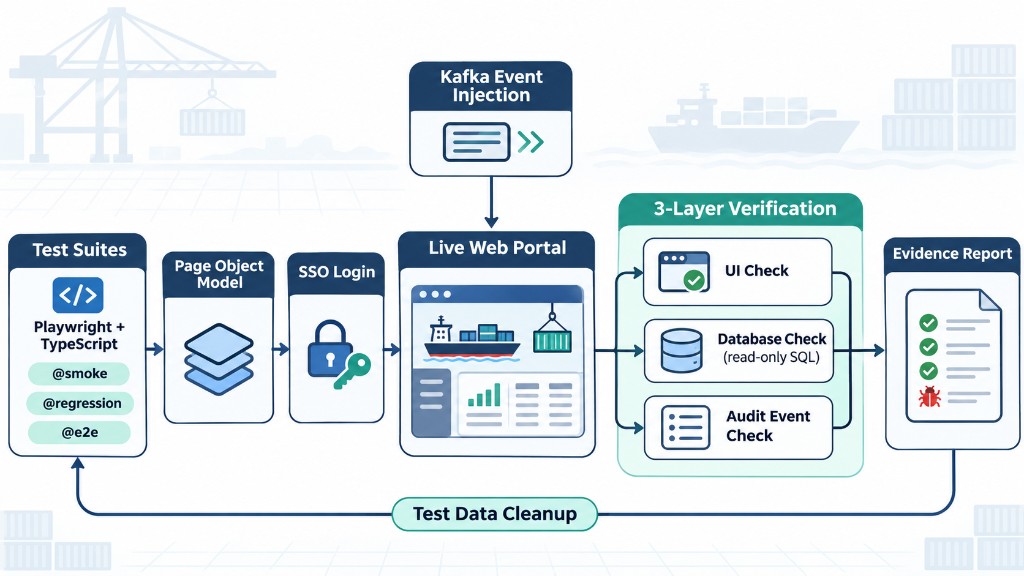 Kafka Event
Injection
Test Suites
</>
Playwright +
TypeScript
@smoke
@regression
@e2e
Page Object
Model
SSO Login
Live Web Portal
3-Layer Verification
UI Check
Database Check
(read-only SQL)
Audit Event
Check
Evidence Report
Test Data Cleanup